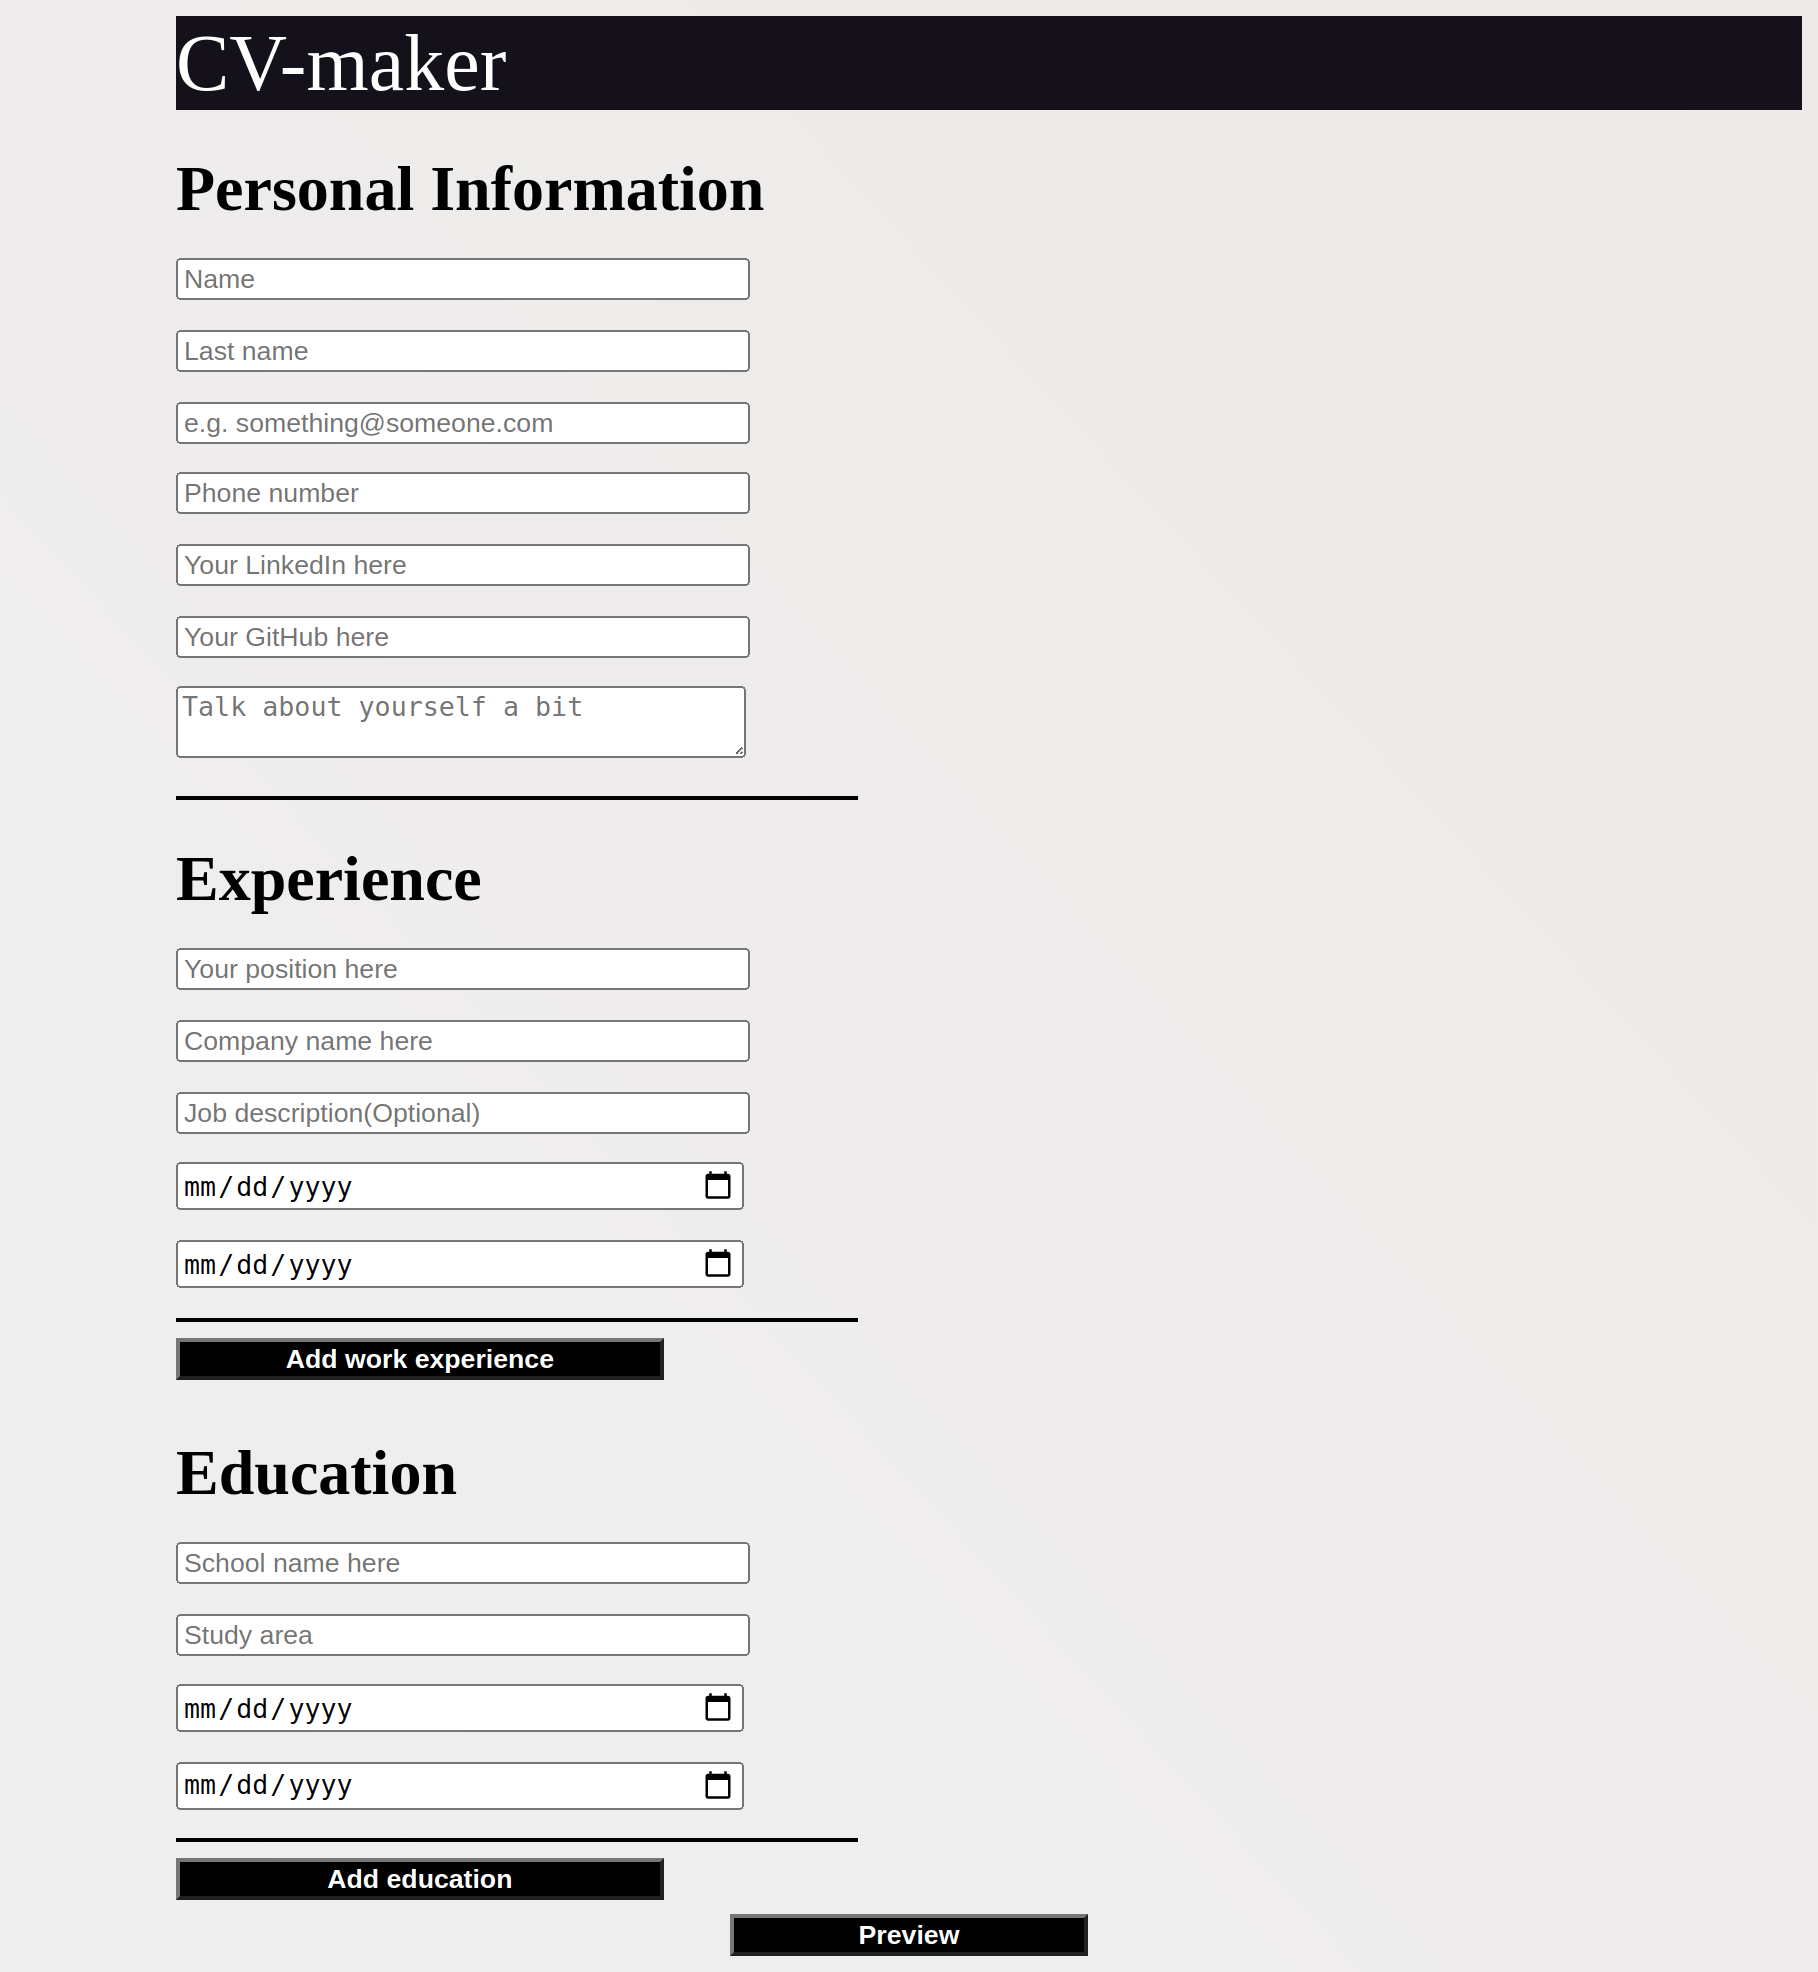 CV-maker
Personal Information
Name
Last name
e.g. something@someone.com
Phone number
Your LinkedIn here
Your GitHub here
Talk about yourself a bit
Experience
Your position here
Company name here
Job description(Optional)
mm/dd/yyyy
mm/dd/yyyy
Add work experience
Education
School name here
Study area
mm/dd/yyyy
mm/dd/yyyy
Add education
Preview